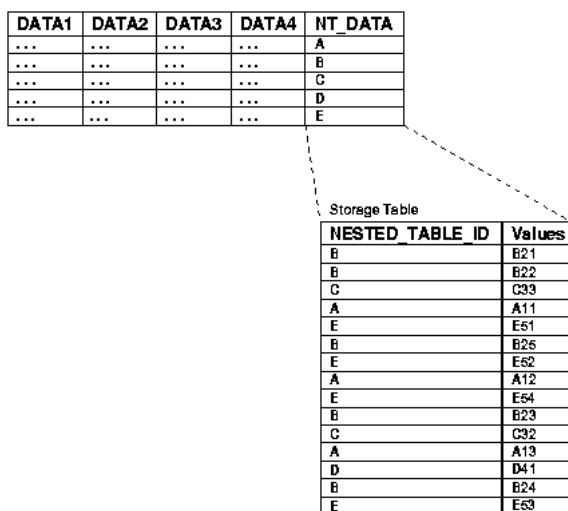 DATA1 DATA2 DATA3 DATA4 NT_DATA
... ... ... ... A
... ... ... ... B
... ... ... ... C
... ... ... ... D
... ... ... ... E
Storage Table
NESTED_TABLE_ID Values
B B21
B B22
C C33
A A11
E E51
B B25
E E52
A A12
E E54
B B23
C C32
A A13
D D41
B B24
E E53